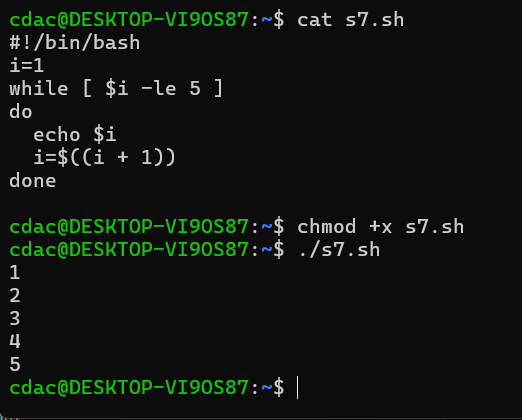 cdac@DESKTOP-VI9OS87:~$ cat s7.sh
#!/bin/bash
i=1
while [ $i -le 5 ]
do
  echo $i
  i=$((i + 1))
done
cdac@DESKTOP-VI9OS87:~$ chmod +x s7.sh
cdac@DESKTOP-VI9OS87:~$ ./s7.sh
1
2
3
4
5
cdac@DESKTOP-VI9OS87:~$